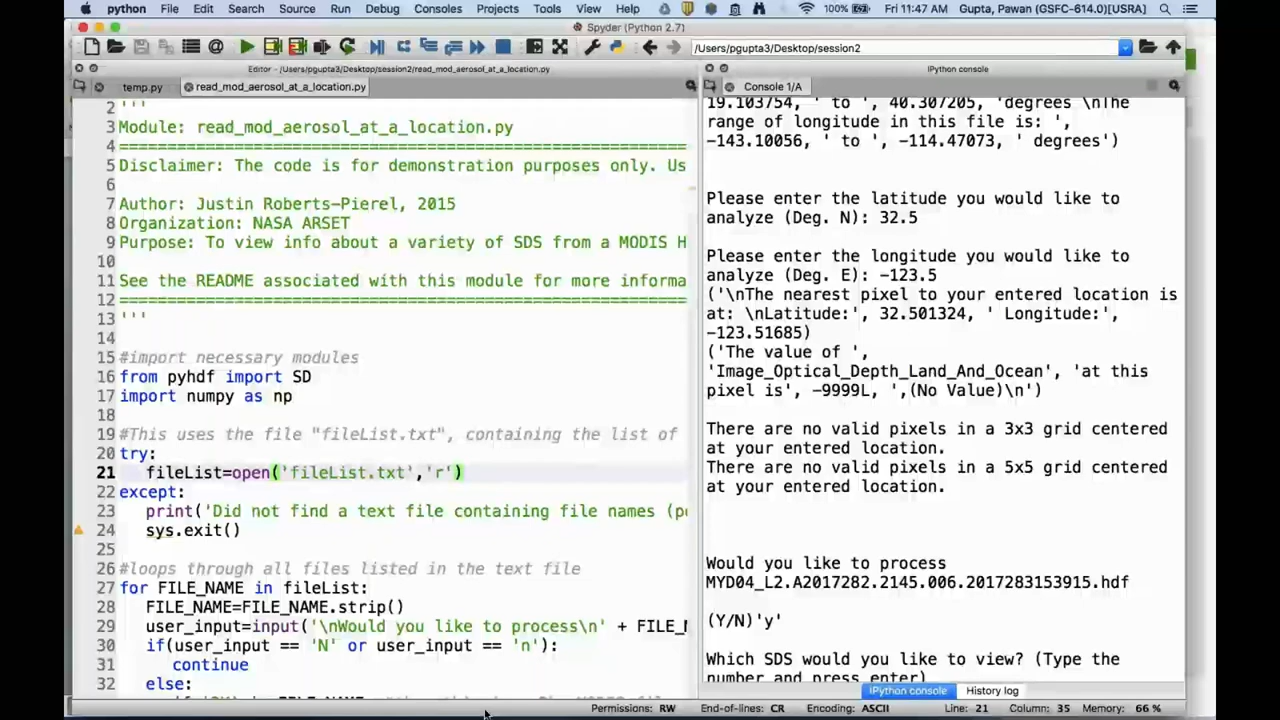 python File Edit Search Source Run Debug Consoles Projects Tools View Help 100% Fri 11:47 AM Gupta, Pawan (GSFC-614.0)[USRA]
Spyder (Python 2.7)
/Users/pgupta3/Desktop/session2
Editor - /Users/pgupta3/Desktop/session2/read_mod_aerosol_at_a_location.py
temp.py read_mod_aerosol_at_a_location.py
2 '''
3 Module: read_mod_aerosol_at_a_location.py
4 ==========================================================
5 Disclaimer: The code is for demonstration purposes only. Us
6
7 Author: Justin Roberts-Pierel, 2015
8 Organization: NASA ARSET
9 Purpose: To view info about a variety of SDS from a MODIS H
10
11 See the README associated with this module for more informa
12 ==========================================================
13 '''
14
15 #import necessary modules
16 from pyhdf import SD
17 import numpy as np
18
19 #This uses the file "fileList.txt", containing the list of
20 try:
21 fileList=open('fileList.txt','r')
22 except:
23 print('Did not find a text file containing file names (pe
24 sys.exit()
25
26 #loops through all files listed in the text file
27 for FILE_NAME in fileList:
28 FILE_NAME=FILE_NAME.strip()
29 user_input=input('\nWould you like to process\n' + FILE_N
30 if(user_input == 'N' or user_input == 'n'):
31 continue
32 else:
IPython console
Console 1/A
19.103754, ' to ', 40.307205, 'degrees \nThe
range of longitude in this file is: ',
-143.10056, ' to ', -114.47073, ' degrees')
Please enter the latitude you would like to
analyze (Deg. N): 32.5
Please enter the longitude you would like to
analyze (Deg. E): -123.5
('\nThe nearest pixel to your entered location is
at: \nLatitude:', 32.501324, ' Longitude:',
-123.51685)
('The value of ',
'Image_Optical_Depth_Land_And_Ocean', 'at this
pixel is', -9999L, ',(No Value)\n')
There are no valid pixels in a 3x3 grid centered
at your entered location.
There are no valid pixels in a 5x5 grid centered
at your entered location.
Would you like to process
MYD04_L2.A2017282.2145.006.2017283153915.hdf
(Y/N)'y'
Which SDS would you like to view? (Type the
number and press enter)
IPython console History log
Permissions: RW End-of-lines: CR Encoding: ASCII Line: 21 Column: 35 Memory: 66 %